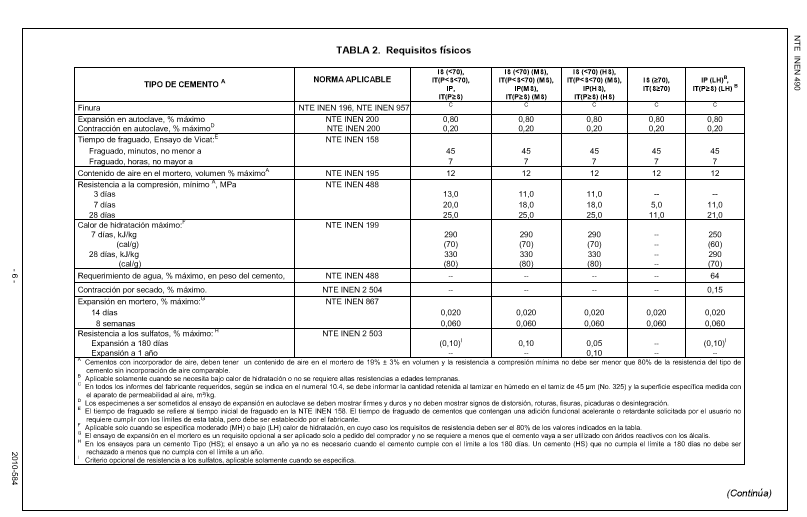 NTE INEN 490
TABLA 2. Requisitos físicos
TIPO DE CEMENTO A
NORMA APLICABLE
IS (<70), IT(P<S<70), IP, IT(P≥S)
IS (<70) (MS), IT(P<S<70) (MS), IP(MS), IT(P≥S) (MS)
IS (<70) (HS), IT(P<S<70) (MS), IP(HS), IT(P≥S) (HS)
IS (≥70), IT(S≥70)
IP (LH)B, IT(P≥S) (LH) B
Finura NTE INEN 196, NTE INEN 957 C C C C C
Expansión en autoclave, % máximo NTE INEN 200 0,80 0,80 0,80 0,80 0,80
Contracción en autoclave, % máximoD NTE INEN 200 0,20 0,20 0,20 0,20 0,20
Tiempo de fraguado, Ensayo de Vicat:E NTE INEN 158
Fraguado, minutos, no menor a 45 45 45 45 45
Fraguado, horas, no mayor a 7 7 7 7 7
Contenido de aire en el mortero, volumen % máximoA NTE INEN 195 12 12 12 12 12
Resistencia a la compresión, mínimo A, MPa NTE INEN 488
3 días 13,0 11,0 11,0 -- --
7 días 20,0 18,0 18,0 5,0 11,0
28 días 25,0 25,0 25,0 11,0 21,0
Calor de hidratación máximo:F NTE INEN 199
7 días, kJ/kg 290 290 290 -- 250
(cal/g) (70) (70) (70) -- (60)
28 días, kJ/kg 330 330 330 -- 290
(cal/g) (80) (80) (80) -- (70)
Requerimiento de agua, % máximo, en peso del cemento, NTE INEN 488 -- -- -- -- 64
Contracción por secado, % máximo. NTE INEN 2 504 -- -- -- -- 0,15
Expansión en mortero, % máximo:G NTE INEN 867
14 días 0,020 0,020 0,020 0,020 0,020
8 semanas 0,060 0,060 0,060 0,060 0,060
Resistencia a los sulfatos, % máximo: H NTE INEN 2 503
Expansión a 180 días (0,10)I 0,10 0,05 -- (0,10)I
Expansión a 1 año -- -- 0,10 -- --
A Cementos con incorporador de aire, deben tener un contenido de aire en el mortero de 19% ± 3% en volumen y la resistencia a compresión mínima no debe ser menor que 80% de la resistencia del tipo de
cemento sin incorporación de aire comparable.
B Aplicable solamente cuando se necesita bajo calor de hidratación o no se requiere altas resistencias a edades tempranas.
C En todos los informes del fabricante requeridos, según se indica en el numeral 10.4, se debe informar la cantidad retenida al tamizar en húmedo en el tamiz de 45 µm (No. 325) y la superficie específica medida con
el aparato de permeabilidad al aire, m²/kg.
D Los especímenes a ser sometidos al ensayo de expansión en autoclave se deben mostrar firmes y duros y no deben mostrar signos de distorsión, roturas, fisuras, picaduras o desintegración.
E El tiempo de fraguado se refiere al tiempo inicial de fraguado en la NTE INEN 158. El tiempo de fraguado de cementos que contengan una adición funcional acelerante o retardante solicitada por el usuario no
requiere cumplir con los límites de esta tabla, pero debe ser establecido por el fabricante.
F Aplicable solo cuando se especifica moderado (MH) o bajo (LH) calor de hidratación, en cuyo caso los requisitos de resistencia deben ser el 80% de los valores indicados en la tabla.
G El ensayo de expansión en el mortero es un requisito opcional a ser aplicado solo a pedido del comprador y no se requiere a menos que el cemento vaya a ser utilizado con áridos reactivos con los álcalis.
H En los ensayos para un cemento Tipo (HS); el ensayo a un año ya no es necesario cuando el cemento cumple con el límite a los 180 días. Un cemento (HS) que no cumpla el límite a 180 días no debe ser
rechazado a menos que no cumpla con el límite a un año.
I Criterio opcional de resistencia a los sulfatos, aplicable solamente cuando se especifica.
(Continúa)
- 6 -
2010-584